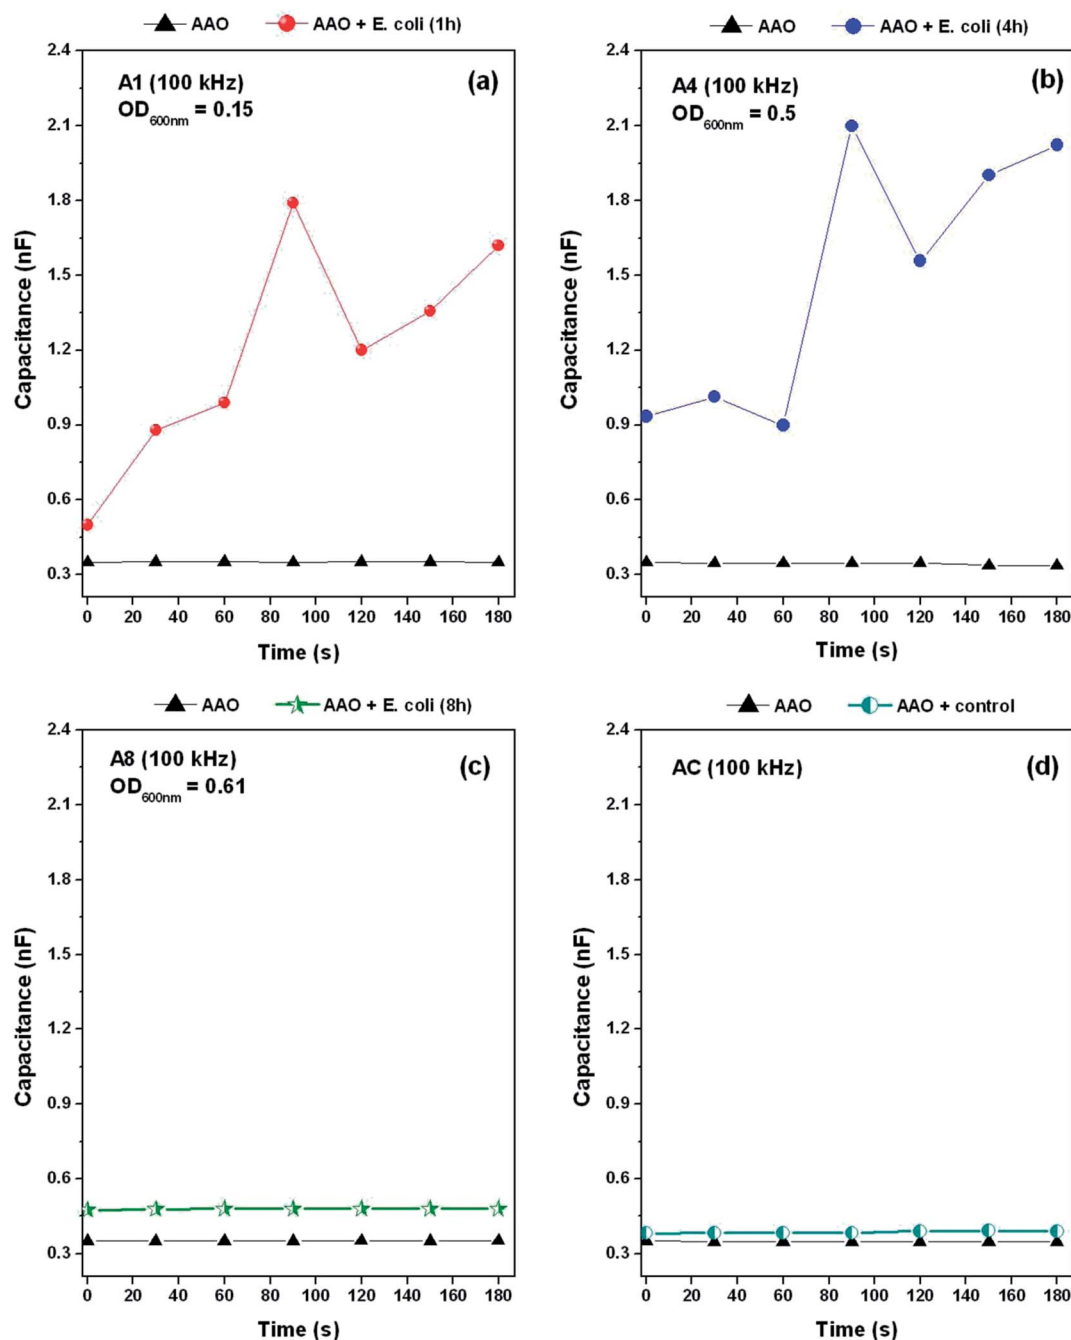 AAO AAO + E. coli (1h)
A1 (100 kHz)
OD600nm = 0.15
(a)
2.4
2.1
1.8
1.5
1.2
0.9
0.6
0.3
Capacitance (nF)
0 20 40 60 80 100 120 140 160 180
Time (s)
AAO AAO + E. coli (4h)
A4 (100 kHz)
OD600nm = 0.5
(b)
2.4
2.1
1.8
1.5
1.2
0.9
0.6
0.3
Capacitance (nF)
0 20 40 60 80 100 120 140 160 180
Time (s)
AAO AAO + E. coli (8h)
A8 (100 kHz)
OD600nm = 0.61
(c)
2.4
2.1
1.8
1.5
1.2
0.9
0.6
0.3
Capacitance (nF)
0 20 40 60 80 100 120 140 160 180
Time (s)
AAO AAO + control
AC (100 kHz)
(d)
2.4
2.1
1.8
1.5
1.2
0.9
0.6
0.3
Capacitance (nF)
0 20 40 60 80 100 120 140 160 180
Time (s)